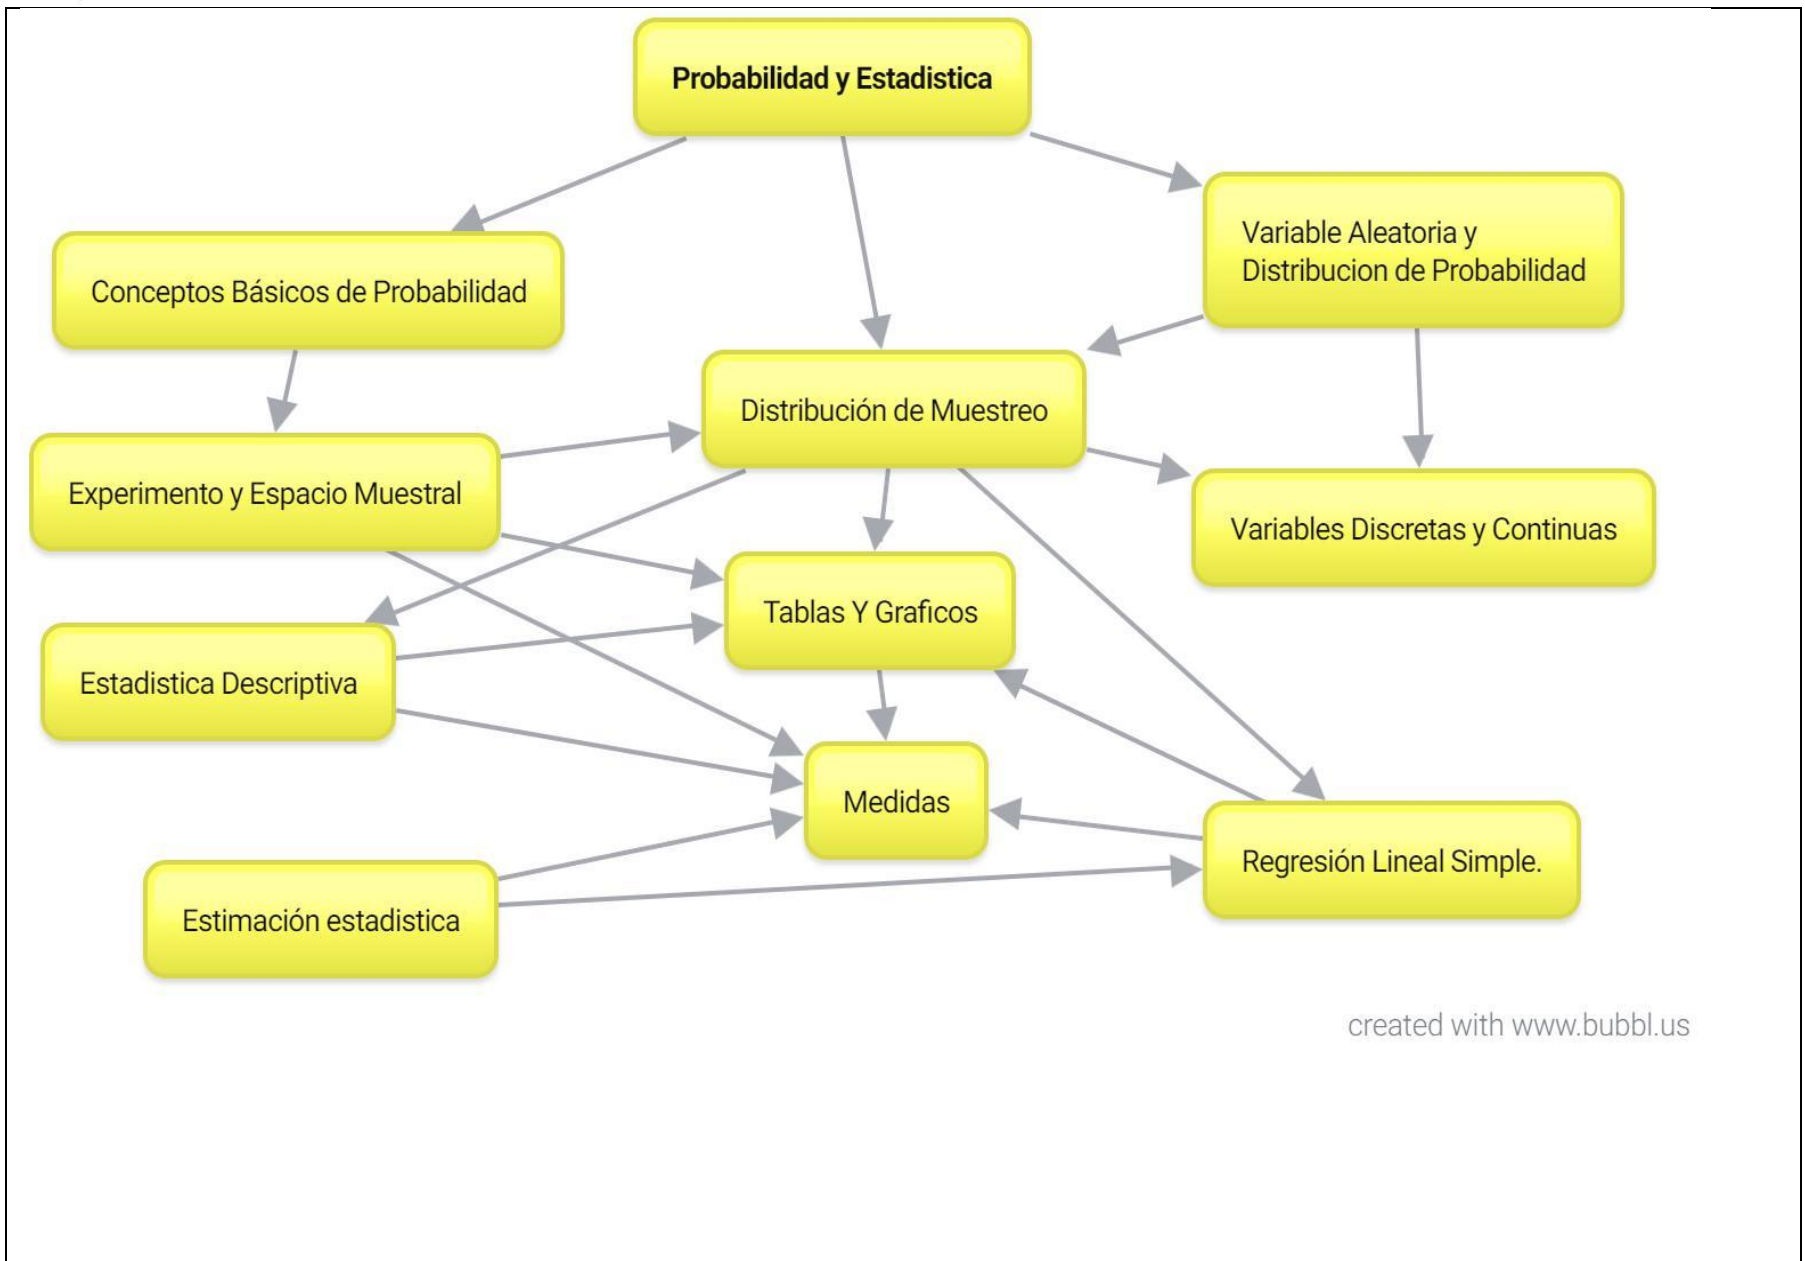 Probabilidad y Estadistica
Variable Aleatoria y
Distribucion de Probabilidad
Conceptos Básicos de Probabilidad
Distribución de Muestreo
Experimento y Espacio Muestral
Variables Discretas y Continuas
Tablas Y Graficos
Estadistica Descriptiva
Medidas
Regresión Lineal Simple.
Estimación estadistica
created with www.bubbl.us